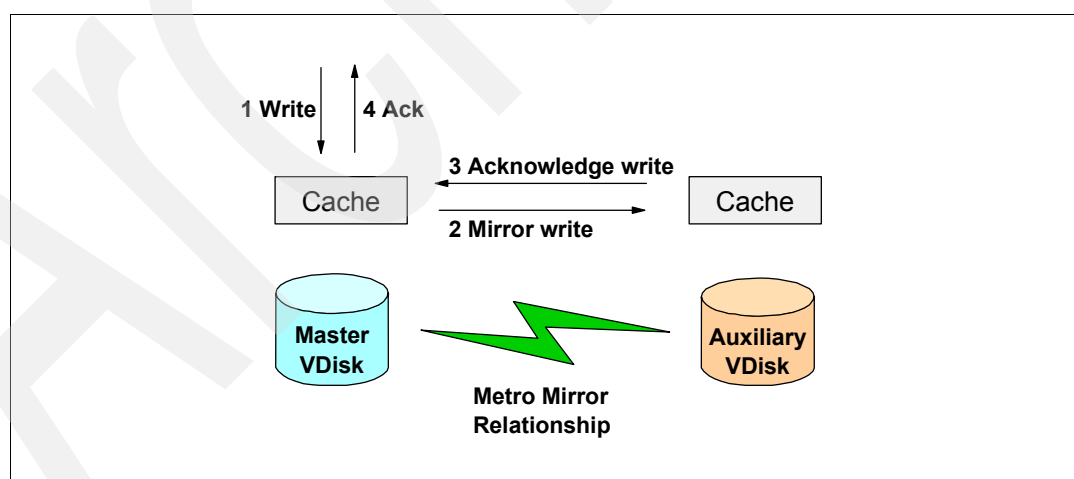 1 Write
4 Ack
3 Acknowledge write
Cache
Cache
2 Mirror write
Master
VDisk
Auxiliary
VDisk
Metro Mirror
Relationship